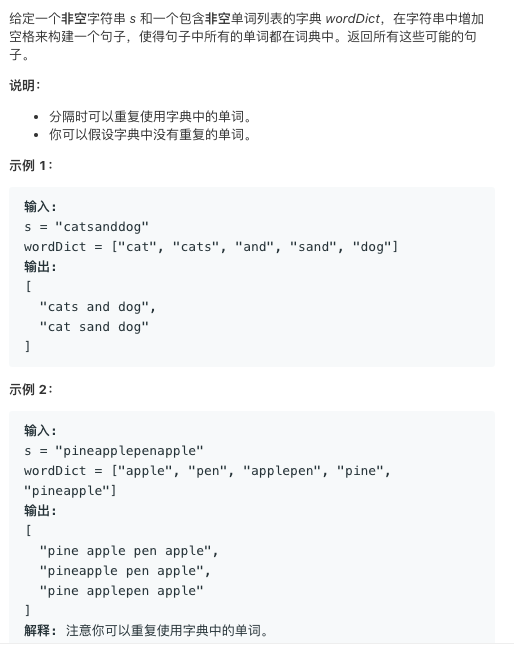 给定一个非空字符串 s 和一个包含非空单词列表的字典 wordDict，在字符串中增加
空格来构建一个句子，使得句子中所有的单词都在词典中。返回所有这些可能的句
子。
说明：
• 分隔时可以重复使用字典中的单词。
• 你可以假设字典中没有重复的单词。
示例 1：
输入:
s = "catsanddog"
wordDict = ["cat", "cats", "and", "sand", "dog"]
输出:
[
  "cats and dog",
  "cat sand dog"
]
示例 2：
输入:
s = "pineapplepenapple"
wordDict = ["apple", "pen", "applepen", "pine",
"pineapple"]
输出:
[
  "pine apple pen apple",
  "pineapple pen apple",
  "pine applepen apple"
]
解释: 注意你可以重复使用字典中的单词。